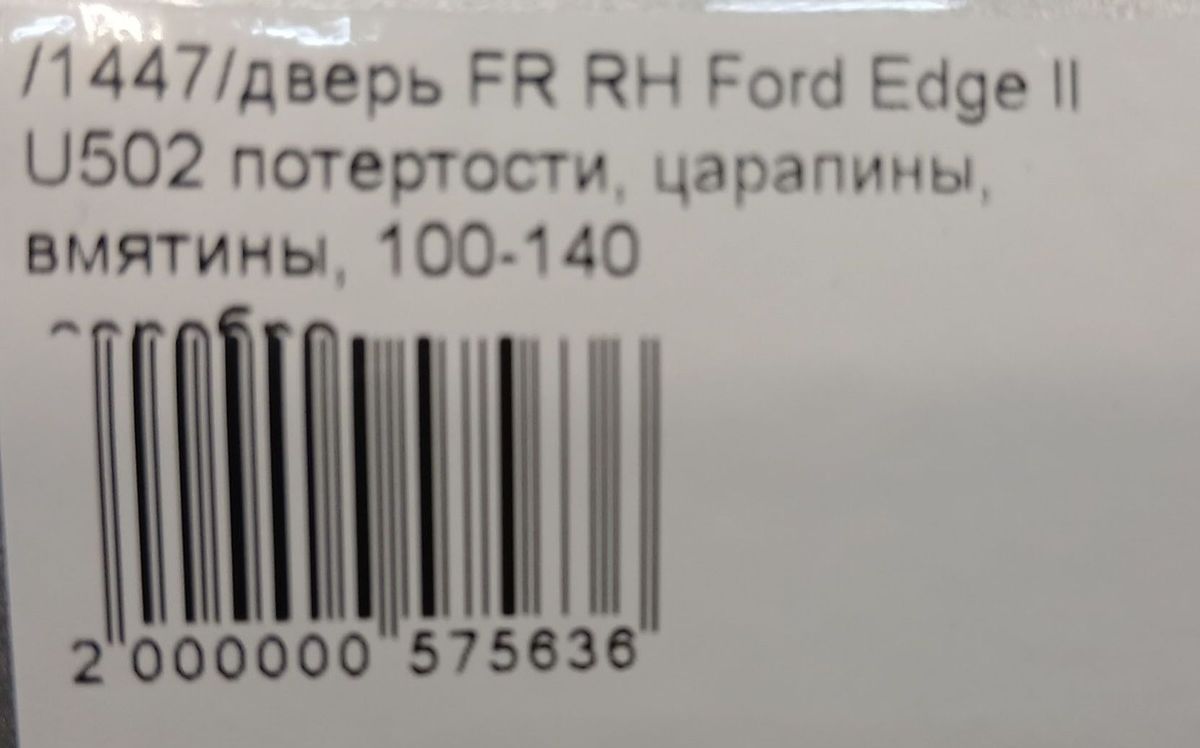 /1447/дверь FR RH Ford Edge II
U502 потертости, царапины,
вмятины, 100-140
2 000000 575636